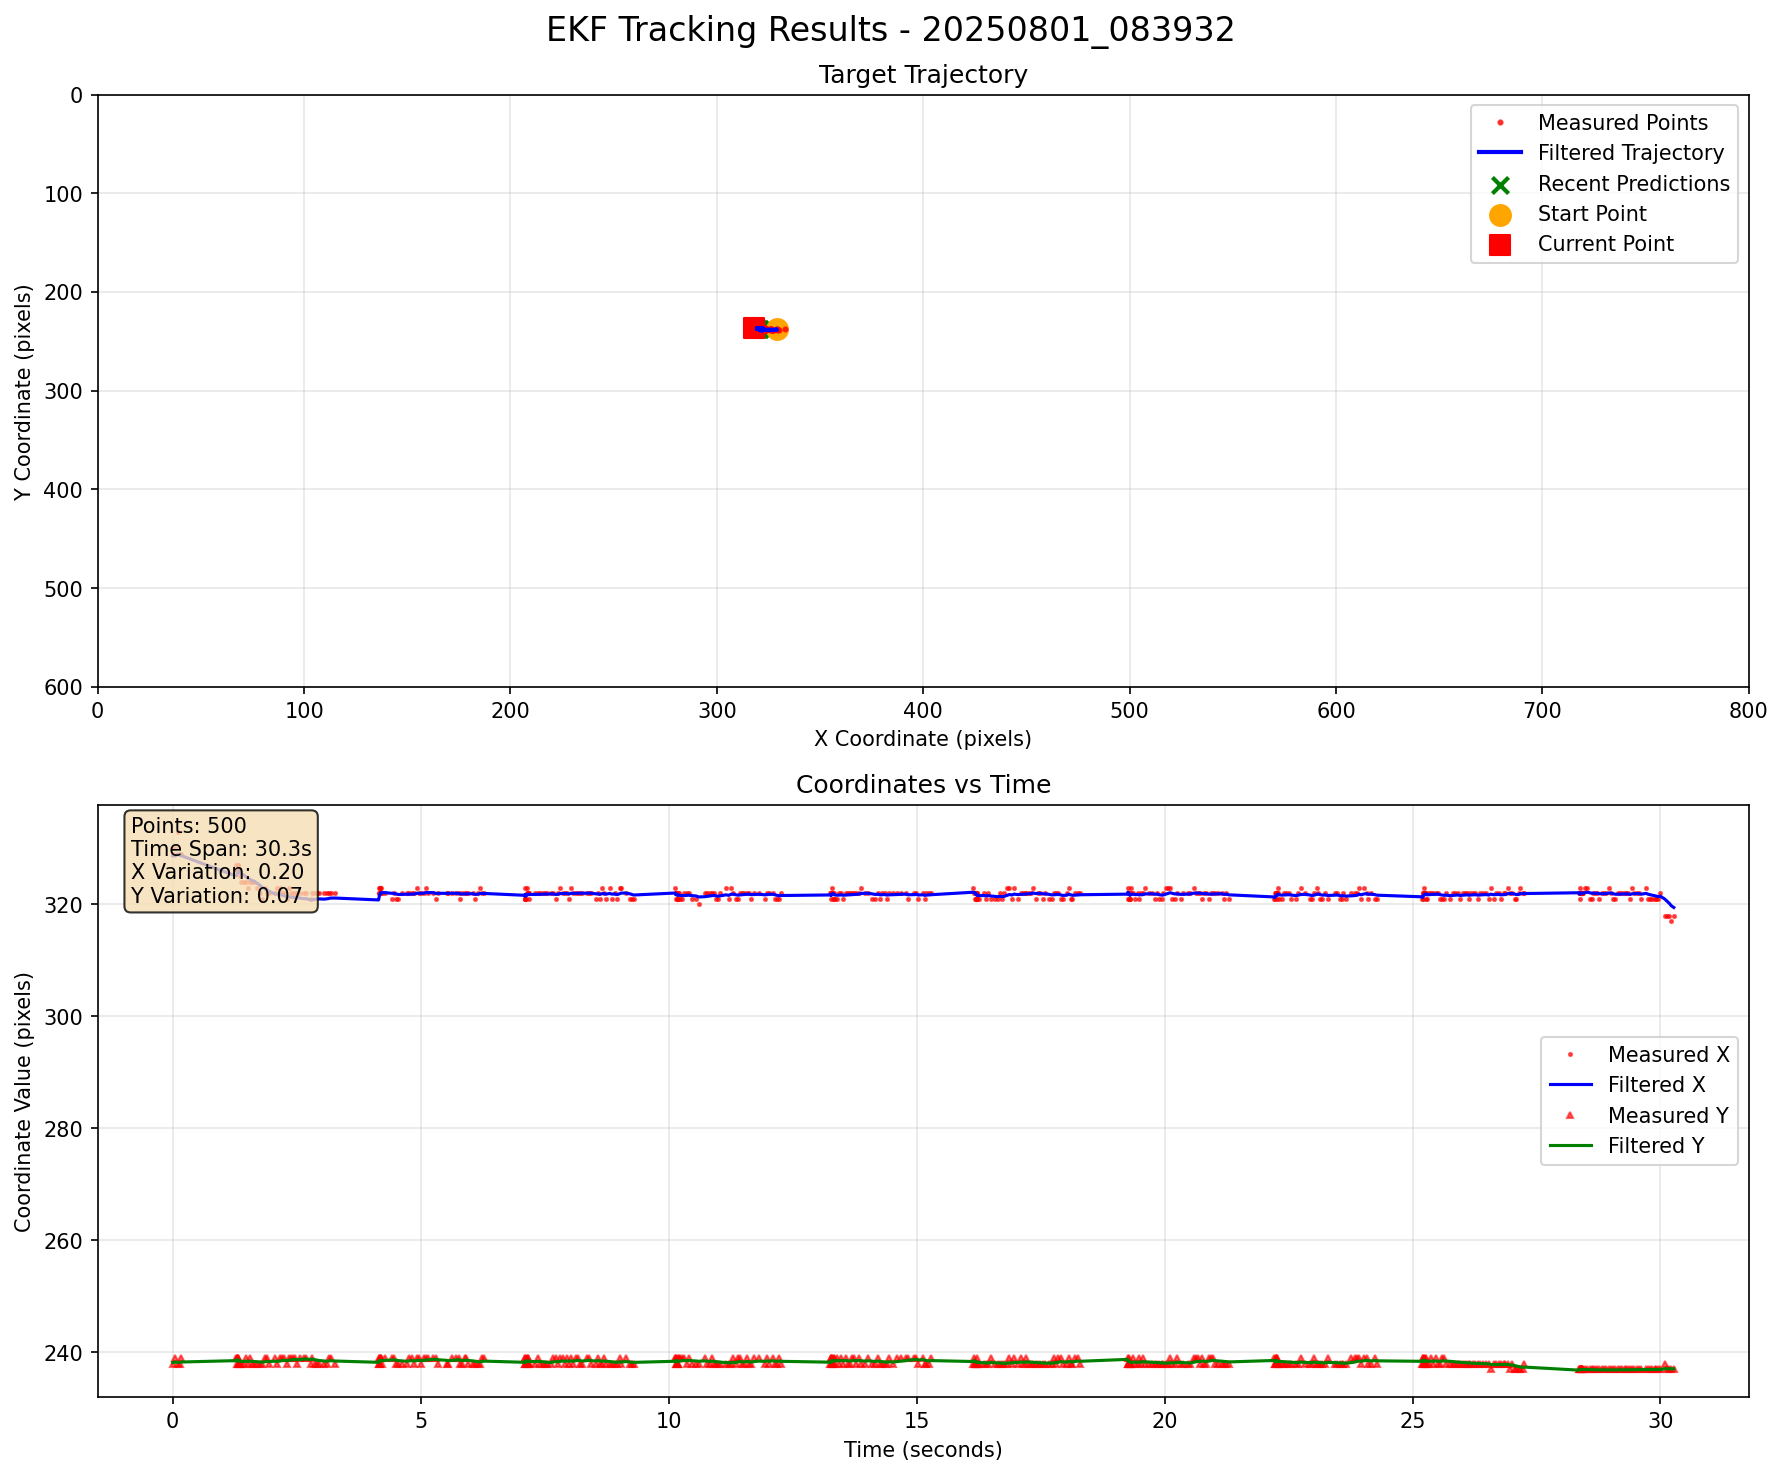 EKF Tracking Results - 20250801_083932
Target Trajectory
Y Coordinate (pixels)
0
100
200
300
400
500
600
Measured Points
Filtered Trajectory
Recent Predictions
Start Point
Current Point
0 100 200 300 400 500 600 700 800
X Coordinate (pixels)
Coordinates vs Time
Coordinate Value (pixels)
320
300
280
260
240
Points: 500
Time Span: 30.3s
X Variation: 0.20
Y Variation: 0.07
Measured X
Filtered X
Measured Y
Filtered Y
0 5 10 15 20 25 30
Time (seconds)